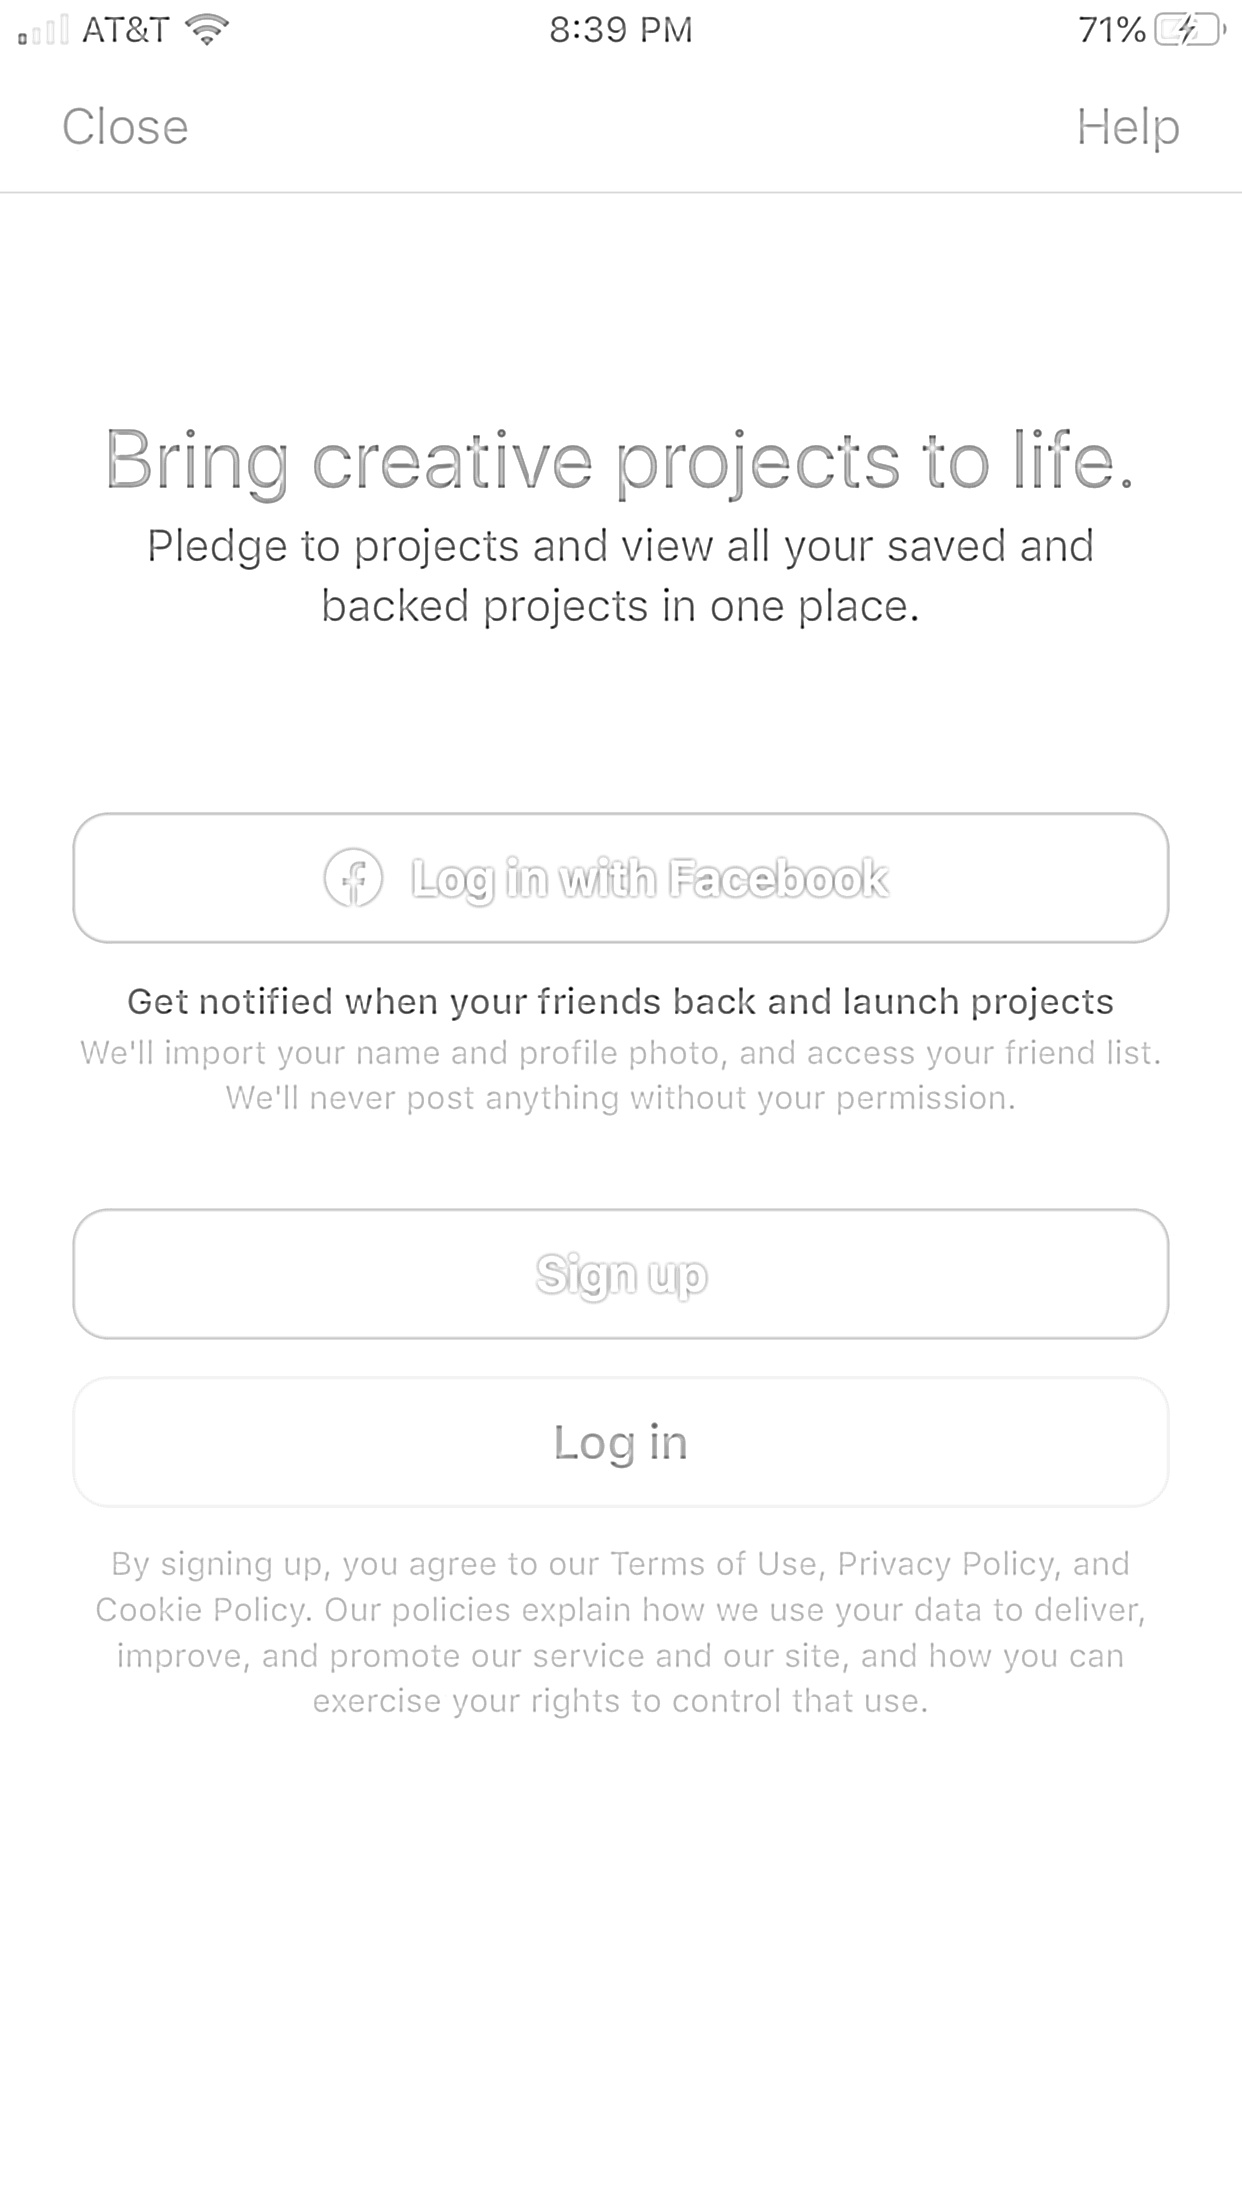 AT&T 8:39 PM 71%
Close Help
Bring creative projects to life.
Pledge to projects and view all your saved and
backed projects in one place.
Log in with Facebook
Get notified when your friends back and launch projects
We'll import your name and profile photo, and access your friend list.
We'll never post anything without your permission.
Sign up
Log in
By signing up, you agree to our Terms of Use, Privacy Policy, and
Cookie Policy. Our policies explain how we use your data to deliver,
improve, and promote our service and our site, and how you can
exercise your rights to control that use.